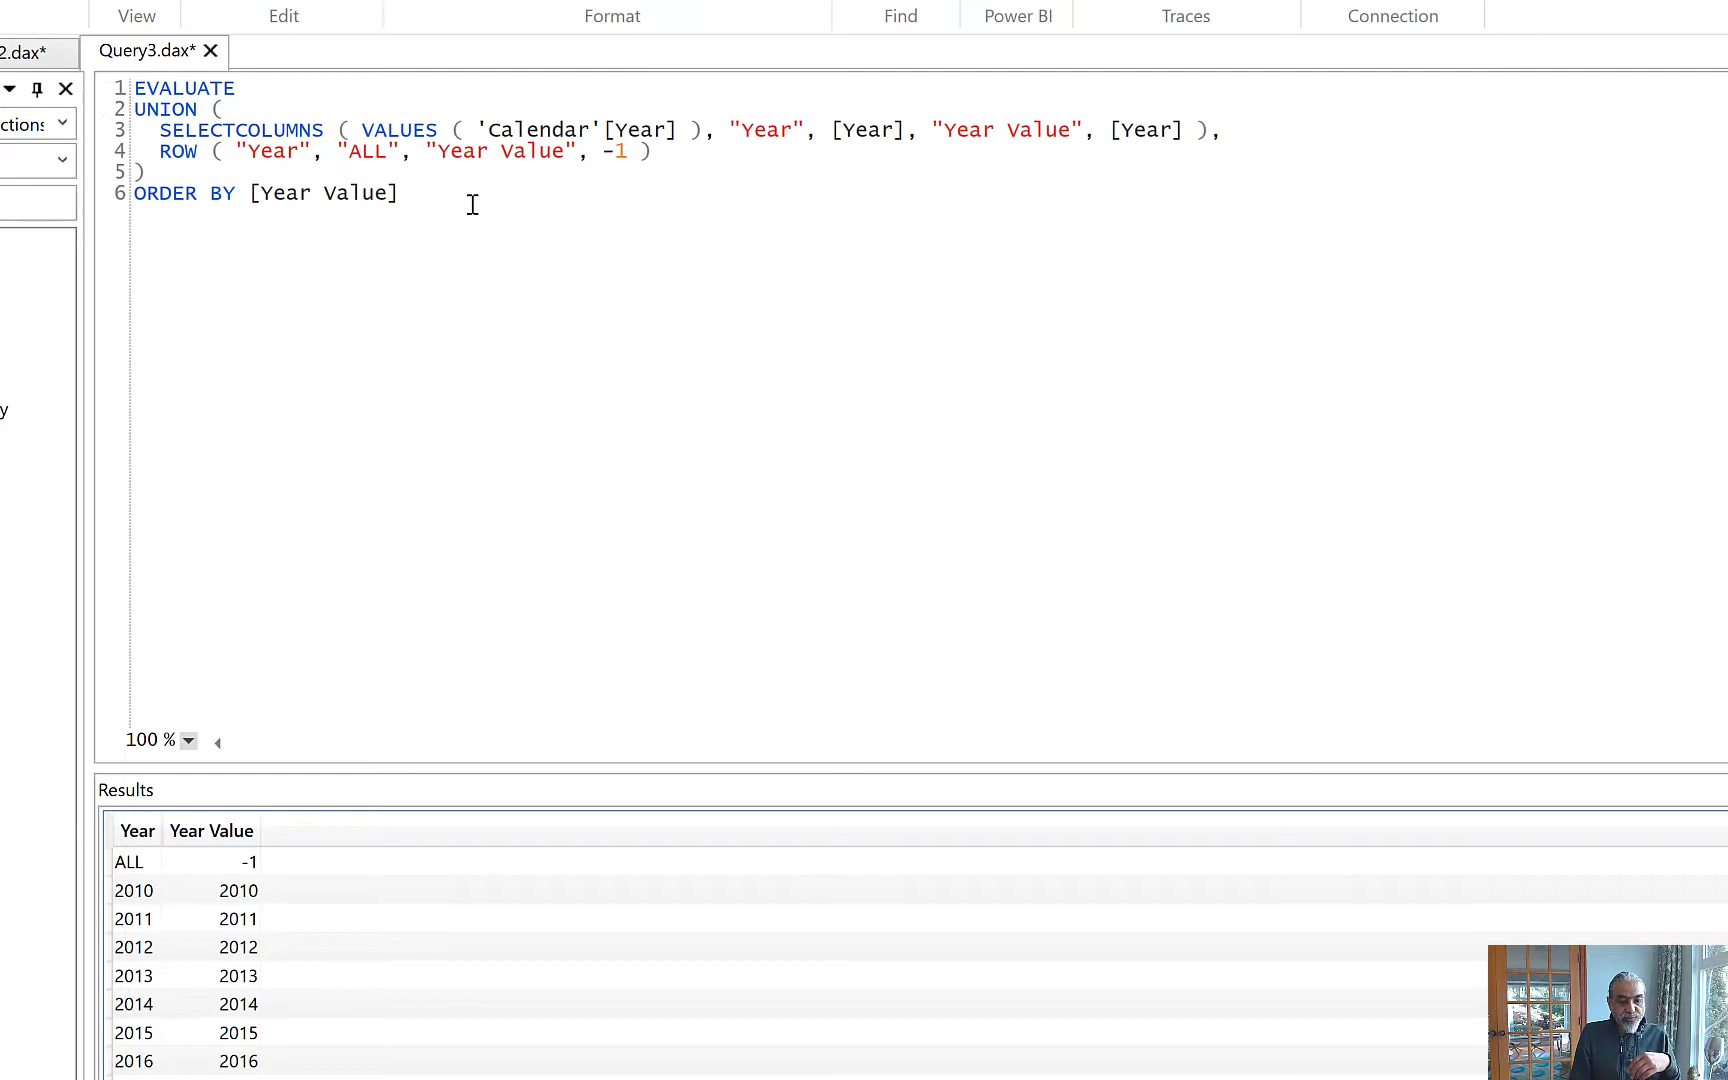 View Edit Format Find Power BI Traces Connection
2.dax* Query3.dax*
ctions
y
1 EVALUATE
2 UNION (
3 SELECTCOLUMNS ( VALUES ( 'Calendar'[Year] ), "Year", [Year], "Year Value", [Year] ),
4 ROW ( "Year", "ALL", "Year Value", -1 )
5 )
6 ORDER BY [Year Value]
100 %
Results
Year Year Value
ALL -1
2010 2010
2011 2011
2012 2012
2013 2013
2014 2014
2015 2015
2016 2016